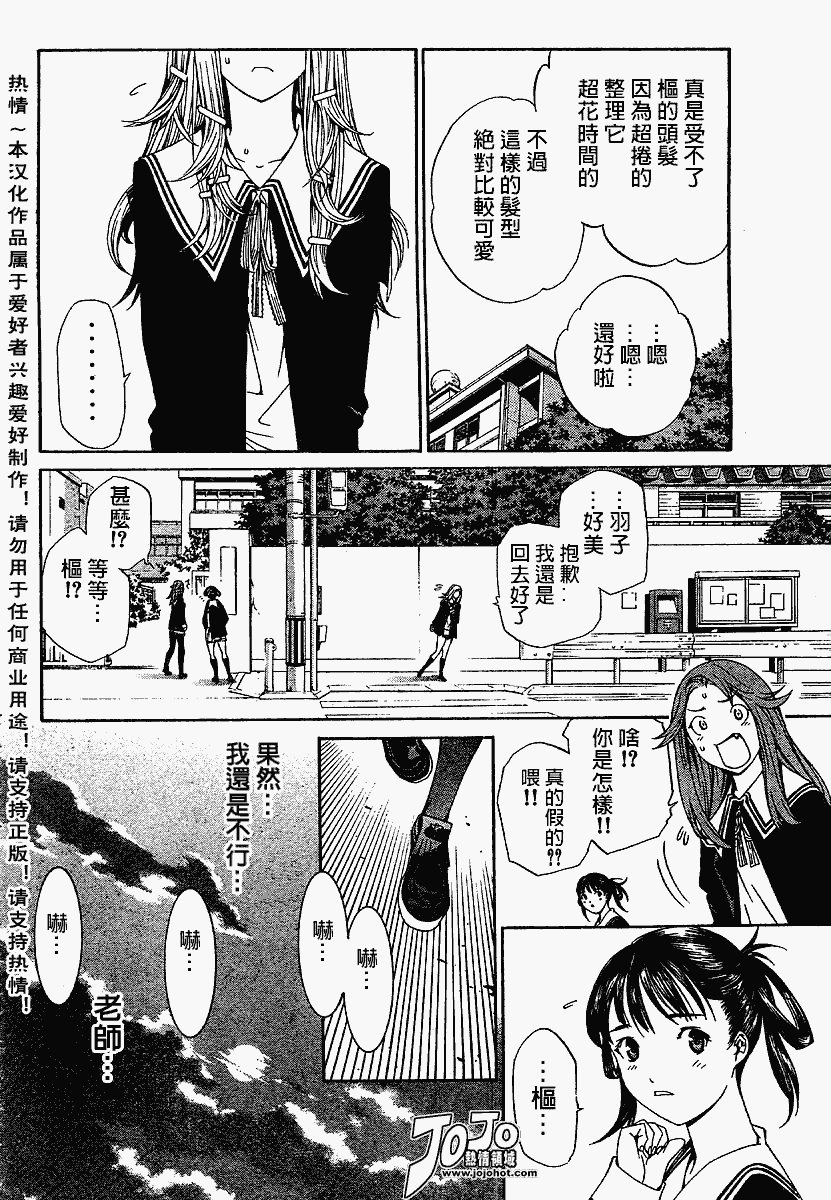 真是受不了
樞的頭髮
因為超捲的
整理它
超花時間的
不過
這樣的髮型
絕對比較可愛
…嗯
…嗯…
還好啦
………
…羽子
…好美
抱歉…
我還是
回去好了
甚麼!?
等等…
樞!?
啥!?
你是怎樣!!
真的假的??
喂!!
…樞…
嚇…
嚇…
果然…
我還是不行…
嚇…
嚇…
老師…
热情～本汉化作品属于爱好者兴趣爱好制作！请勿用于任何商业用途！请支持正版！请支持热情！
JOJO
熱情領域
www.jojohot.com